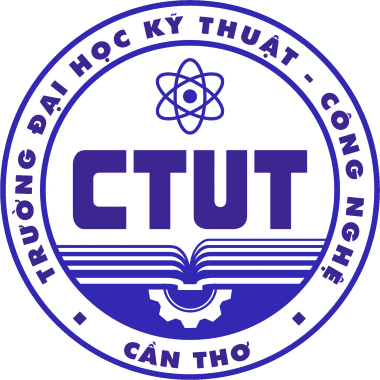 TRƯỜNG ĐẠI HỌC KỸ THUẬT - CÔNG NGHỆ
CTUT
CẦN THƠ